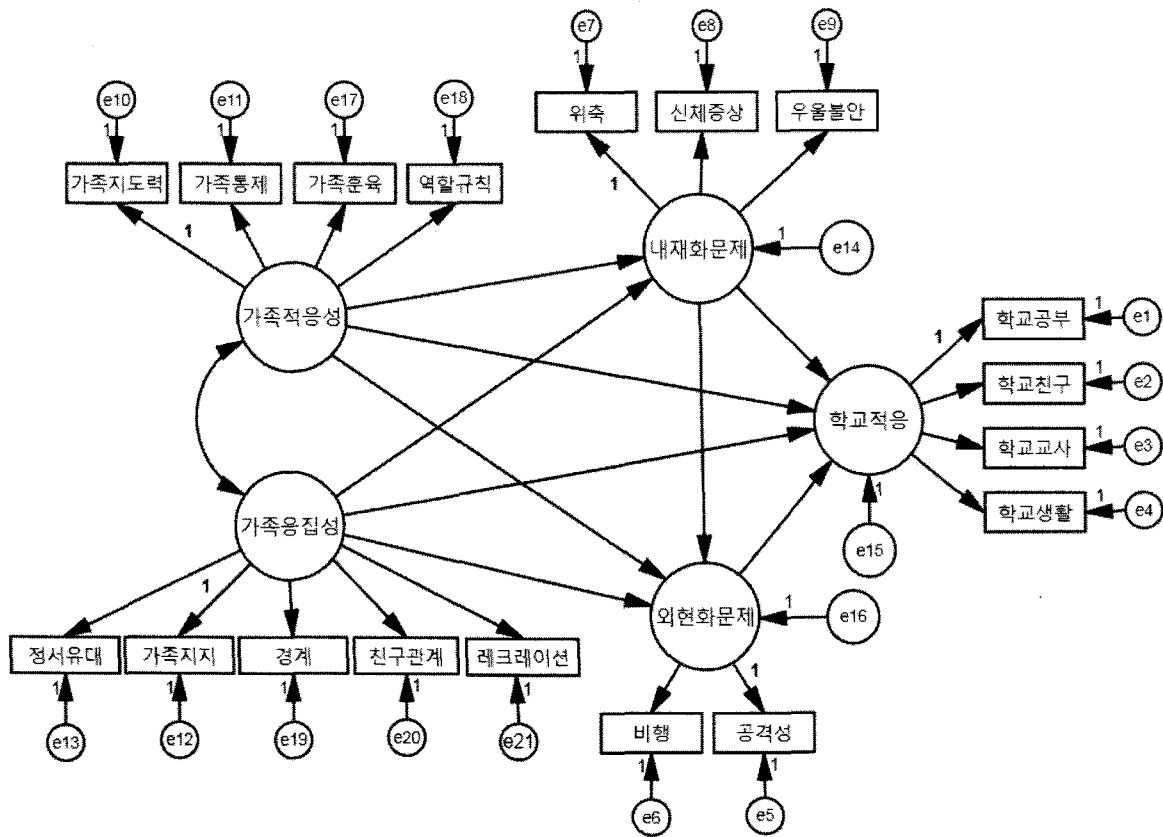 e7
e8
e9
1
1
1
e10
e11
e17
e18
1
1
1
1
위축
신체증상
우울불안
가족지도력
가족통제
가족훈육
역할규칙
1
1
내재화문제
1
e14
가족적응성
학교공부
1
e1
1
학교친구
1
e2
학교적응
학교교사
1
e3
학교생활
1
e4
가족응집성
1
e15
1
외현화문제
1
e16
정서유대
가족지지
경계
친구관계
레크레이션
1
1
1
1
1
1
e13
e12
e19
e20
e21
비행
공격성
1
1
e6
e5